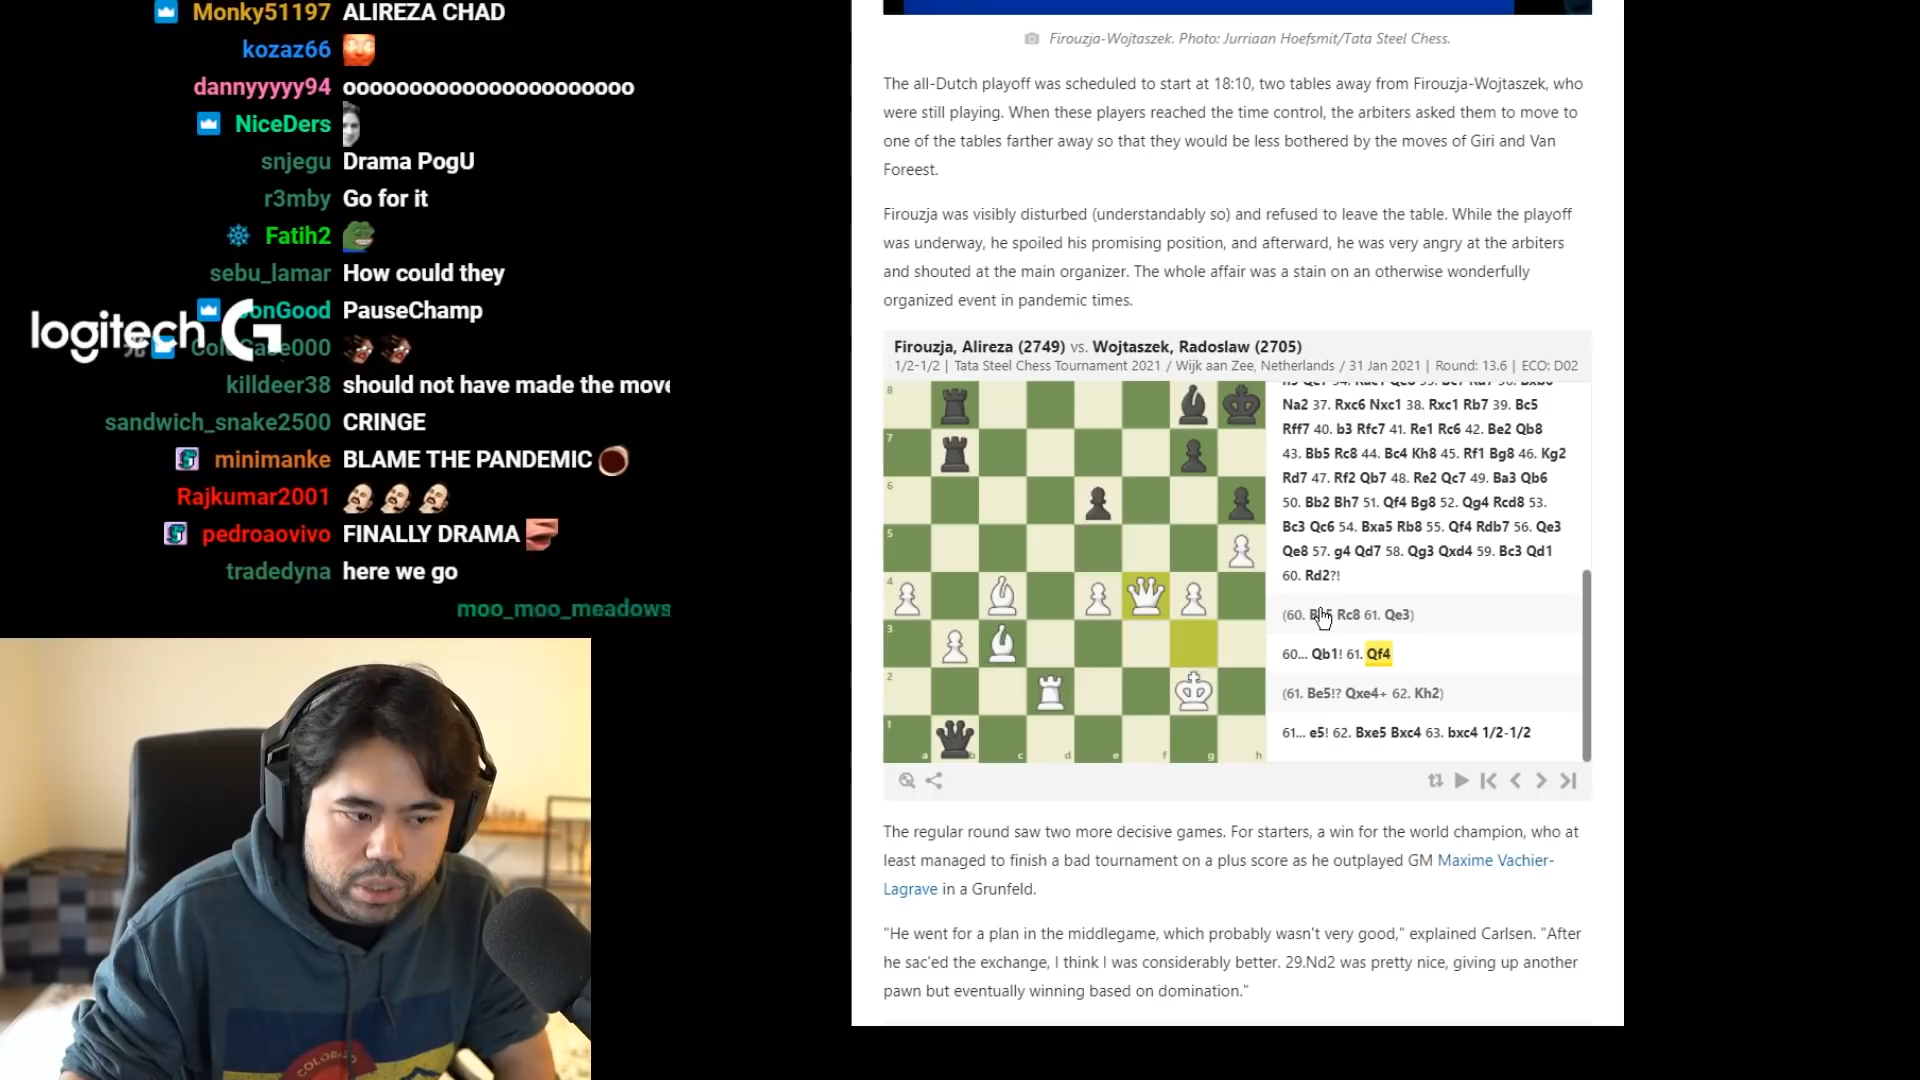 Monky51197 ALIREZA CHAD
kozaz66
dannyyyyy94 oooooooooooooooooooooo
NiceDers
snjegu Drama PogU
r3mby Go for it
Fatih2
sebu_lamar How could they
onGood PauseChamp
logitech G
killdeer38 should not have made the move
sandwich_snake2500 CRINGE
minimanke BLAME THE PANDEMIC
Rajkumar2001
pedroaovivo FINALLY DRAMA
tradedyna here we go
moo_moo_meadows
COLORADO
Firouzja-Wojtaszek. Photo: Jurriaan Hoefsmit/Tata Steel Chess.
The all-Dutch playoff was scheduled to start at 18:10, two tables away from Firouzja-Wojtaszek, who
were still playing. When these players reached the time control, the arbiters asked them to move to
one of the tables farther away so that they would be less bothered by the moves of Giri and Van
Foreest.
Firouzja was visibly disturbed (understandably so) and refused to leave the table. While the playoff
was underway, he spoiled his promising position, and afterward, he was very angry at the arbiters
and shouted at the main organizer. The whole affair was a stain on an otherwise wonderfully
organized event in pandemic times.
Firouzja, Alireza (2749) vs. Wojtaszek, Radoslaw (2705)
1/2-1/2 | Tata Steel Chess Tournament 2021 / Wijk aan Zee, Netherlands / 31 Jan 2021 | Round: 13.6 | ECO: D02
8
7
6
5
4
3
2
1
a c d e f g h
Na2 37. Rxc6 Nxc1 38. Rxc1 Rb7 39. Bc5
Rff7 40. b3 Rfc7 41. Re1 Rc6 42. Be2 Qb8
43. Bb5 Rc8 44. Bc4 Kh8 45. Rf1 Bg8 46. Kg2
Rd7 47. Rf2 Qb7 48. Re2 Qc7 49. Ba3 Qb6
50. Bb2 Bh7 51. Qf4 Bg8 52. Qg4 Rcd8 53.
Bc3 Qc6 54. Bxa5 Rb8 55. Qf4 Rdb7 56. Qe3
Qe8 57. g4 Qd7 58. Qg3 Qxd4 59. Bc3 Qd1
60. Rd2?!
(60. Rc8 61. Qe3)
60... Qb1! 61. Qf4
(61. Be5!? Qxe4+ 62. Kh2)
61... e5! 62. Bxe5 Bxc4 63. bxc4 1/2-1/2
The regular round saw two more decisive games. For starters, a win for the world champion, who at
least managed to finish a bad tournament on a plus score as he outplayed GM Maxime Vachier-
Lagrave in a Grunfeld.
"He went for a plan in the middlegame, which probably wasn't very good," explained Carlsen. "After
he sac'ed the exchange, I think I was considerably better. 29.Nd2 was pretty nice, giving up another
pawn but eventually winning based on domination."